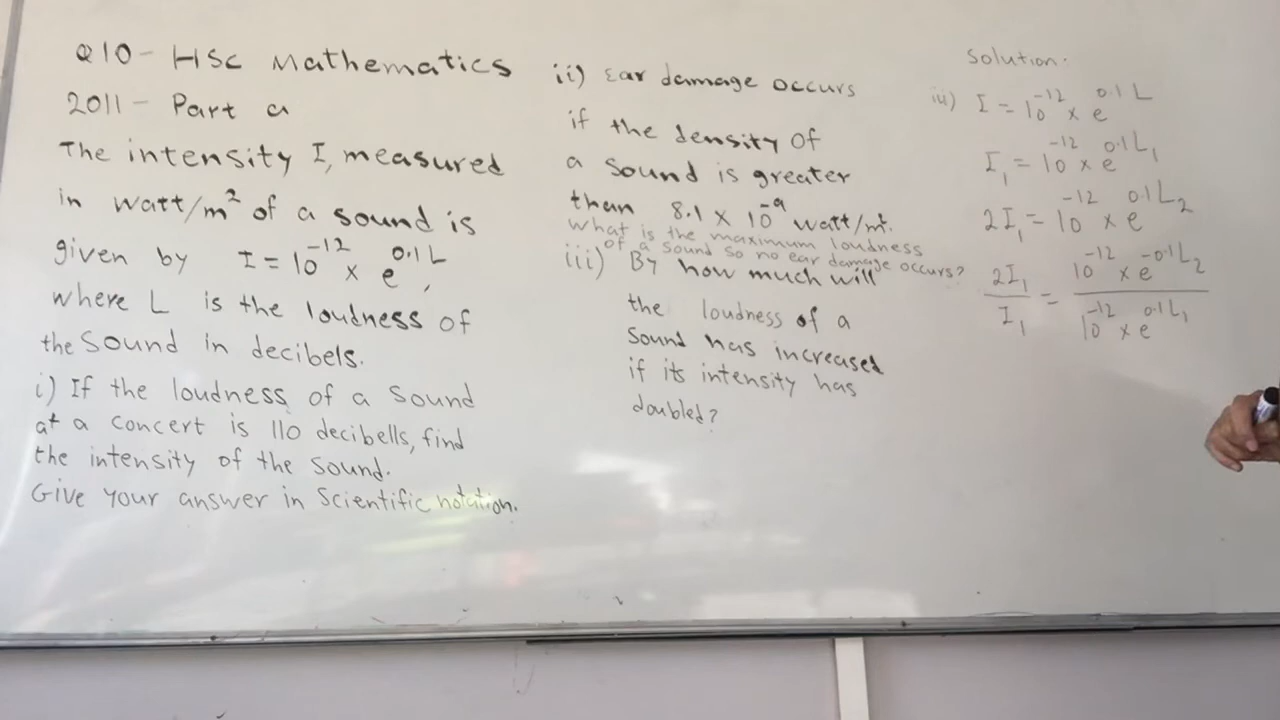 Q10 - HSC Mathematics
2011 - Part a
The intensity I, measured
in watt/m² of a sound is
given by I = 10⁻¹² × e^0.1L,
where L is the loudness of
the sound in decibels.
i) If the loudness of a sound
at a concert is 110 decibells, find
the intensity of the sound.
Give your answer in Scientific notation.
ii) Ear damage occurs
if the density of
a sound is greater
than 8.1 × 10⁻⁹ watt/m².
What is the maximum loudness
of a sound so no ear damage occurs?
iii) By how much will
the loudness of a
sound has increased
if its intensity has
doubled?
Solution:
iii) I = 10⁻¹² × e^0.1L
I₁ = 10⁻¹² × e^0.1L₁
2I₁ = 10⁻¹² × e^0.1L₂
2I₁/I₁ = (10⁻¹² × e^-0.1L₂)/(10⁻¹² × e^0.1L₁)